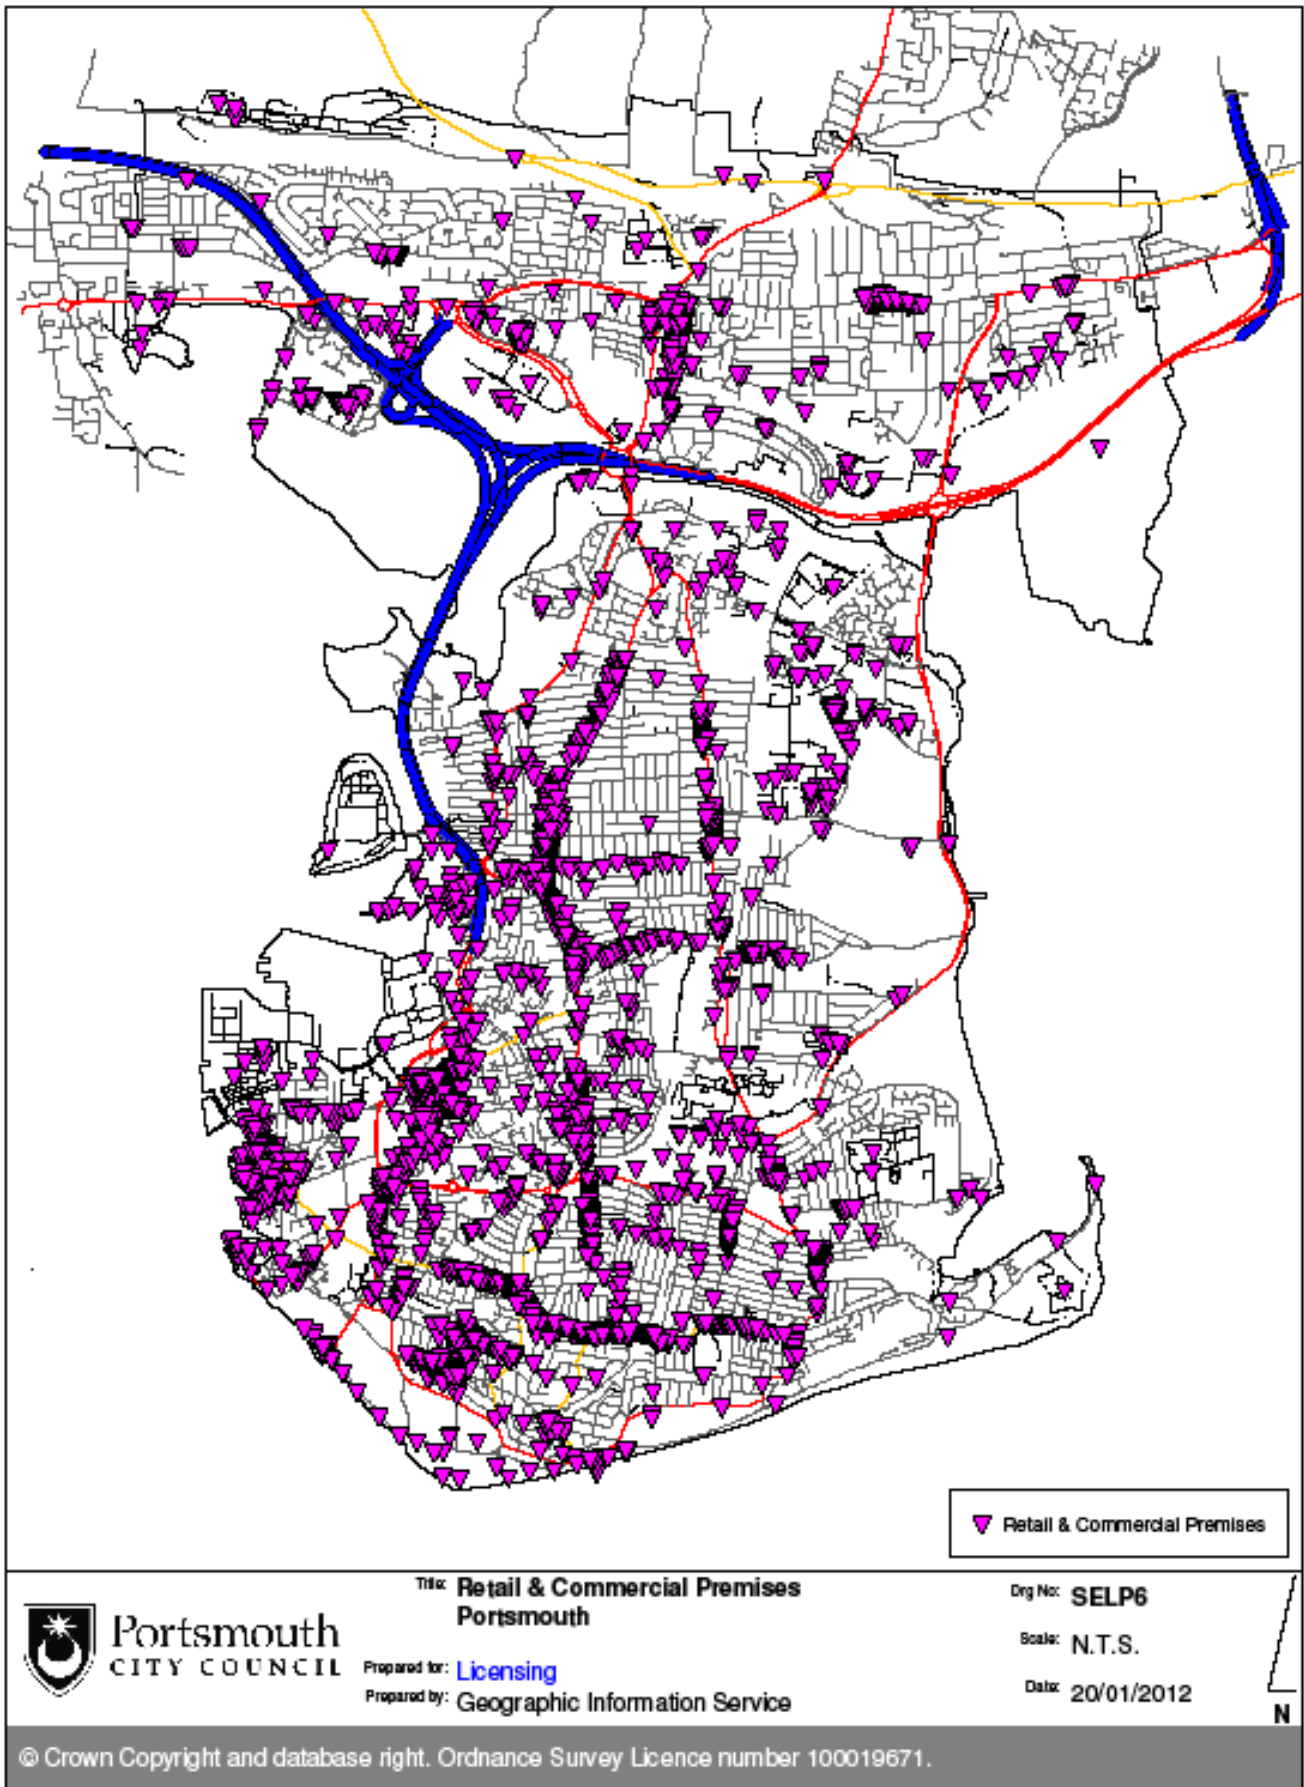 Retail & Commercial Premises
Title: Retail & Commercial Premises
Portsmouth
Drg No: SELP6
Portsmouth
CITY COUNCIL
Scale: N.T.S.
Prepared for: Licensing
Prepared by: Geographic Information Service
Date: 20/01/2012
N
© Crown Copyright and database right. Ordnance Survey Licence number 100019671.